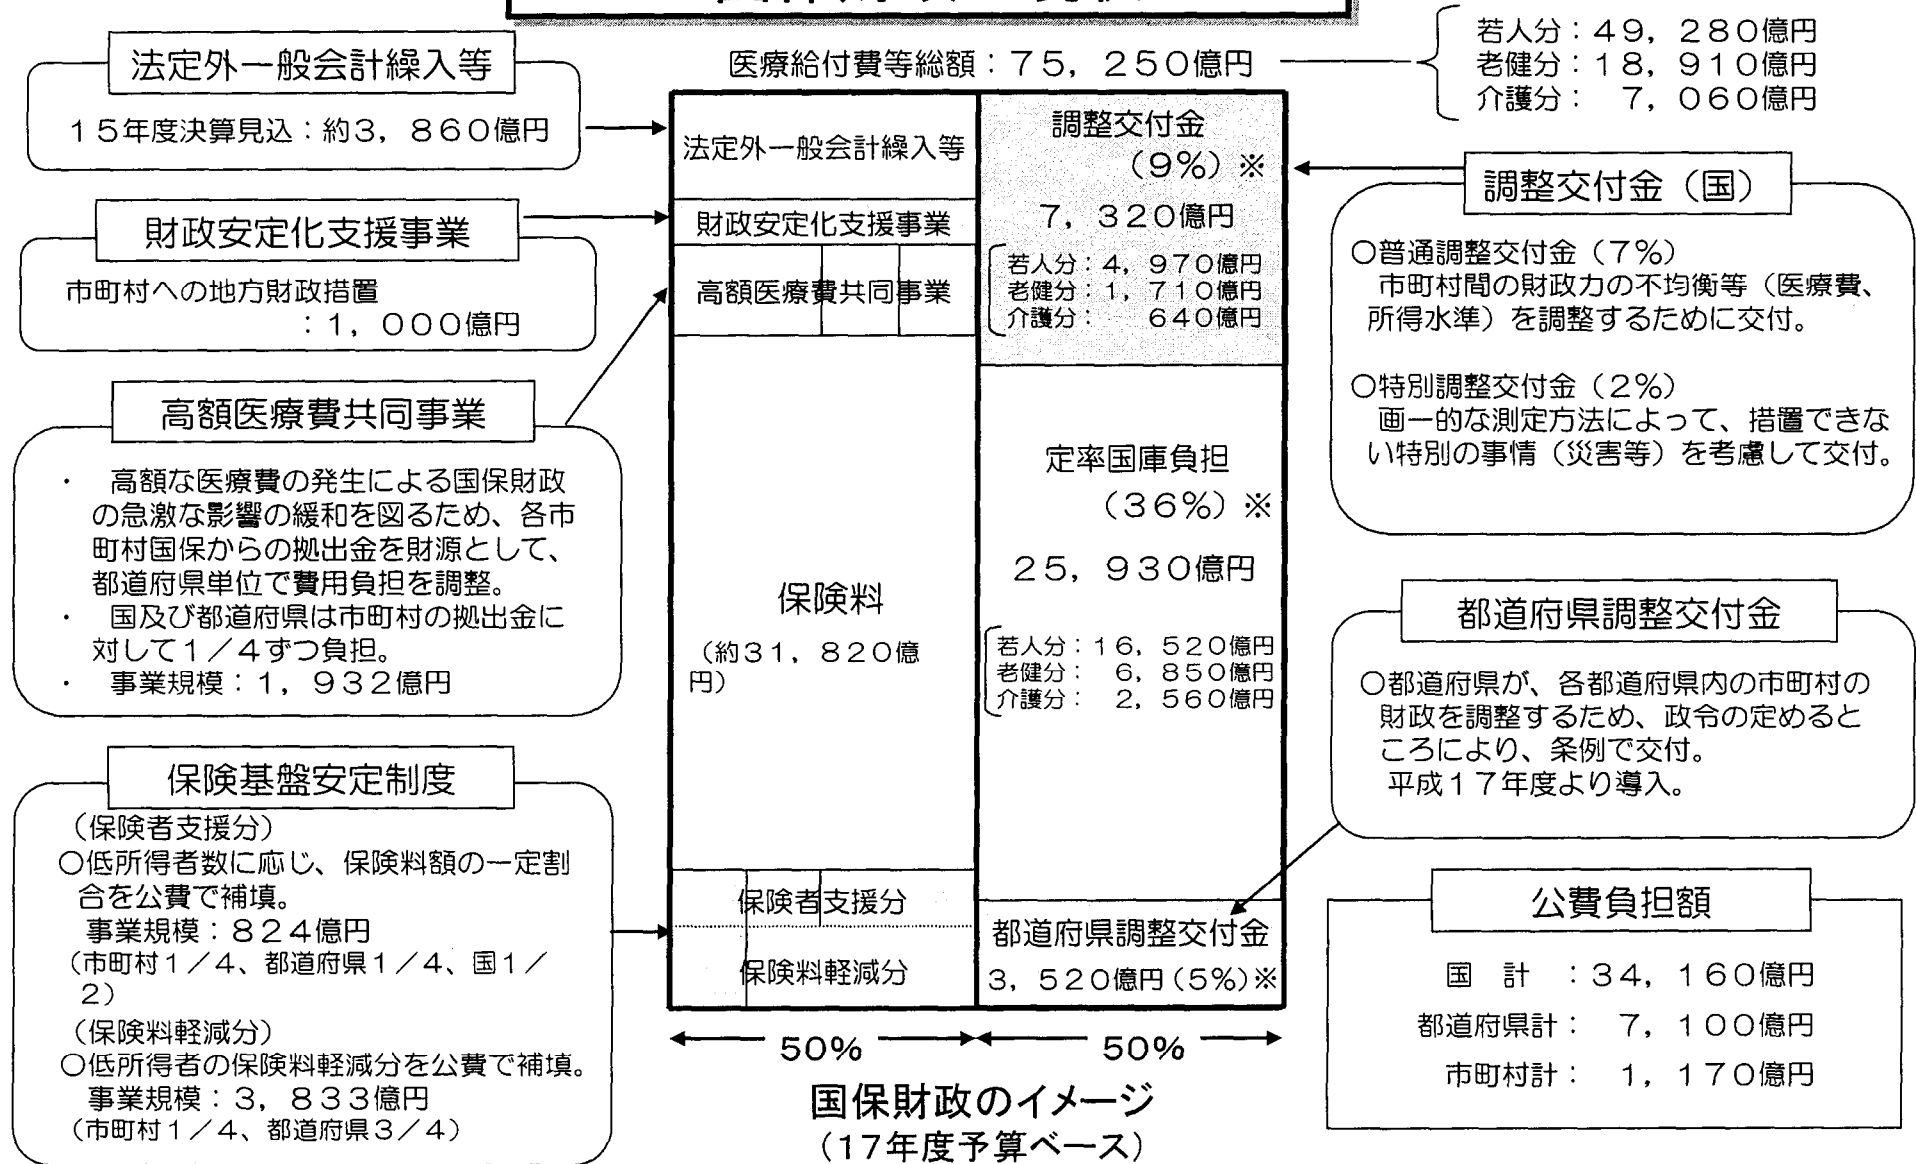 医療給付費等総額：７５，２５０億円
若人分：４９，２８０億円
老健分：１８，９１０億円
介護分：　７，０６０億円
法定外一般会計繰入等
１５年度決算見込：約３，８６０億円
財政安定化支援事業
市町村への地方財政措置
：１，０００億円
高額医療費共同事業
・　高額な医療費の発生による国保財政
の急激な影響の緩和を図るため、各市
町村国保からの拠出金を財源として、
都道府県単位で費用負担を調整。
・　国及び都道府県は市町村の拠出金に
対して１／４ずつ負担。
・　事業規模：１，９３２億円
保険基盤安定制度
（保険者支援分）
○低所得者数に応じ、保険料額の一定割
合を公費で補填。
事業規模：８２４億円
（市町村１／４、都道府県１／４、国１／
２）
（保険料軽減分）
○低所得者の保険料軽減分を公費で補填。
事業規模：３，８３３億円
（市町村１／４、都道府県３／４）
法定外一般会計繰入等
財政安定化支援事業
高額医療費共同事業
保険料
（約３１，８２０億
円）
保険者支援分
保険料軽減分
調整交付金
（９％）※
７，３２０億円
若人分：４，９７０億円
老健分：１，７１０億円
介護分：　　６４０億円
定率国庫負担
（３６％）※
２５，９３０億円
若人分：１６，５２０億円
老健分：　６，８５０億円
介護分：　２，５６０億円
都道府県調整交付金
３，５２０億円（５％）※
５０％
５０％
国保財政のイメージ
（１７年度予算ベース）
調整交付金（国）
○普通調整交付金（７％）
市町村間の財政力の不均衡等（医療費、
所得水準）を調整するために交付。
○特別調整交付金（２％）
画一的な測定方法によって、措置できな
い特別の事情（災害等）を考慮して交付。
都道府県調整交付金
○都道府県が、各都道府県内の市町村の
財政を調整するため、政令の定めると
ころにより、条例で交付。
平成１７年度より導入。
公費負担額
国　計　：３４，１６０億円
都道府県計：　７，１００億円
市町村計：　１，１７０億円